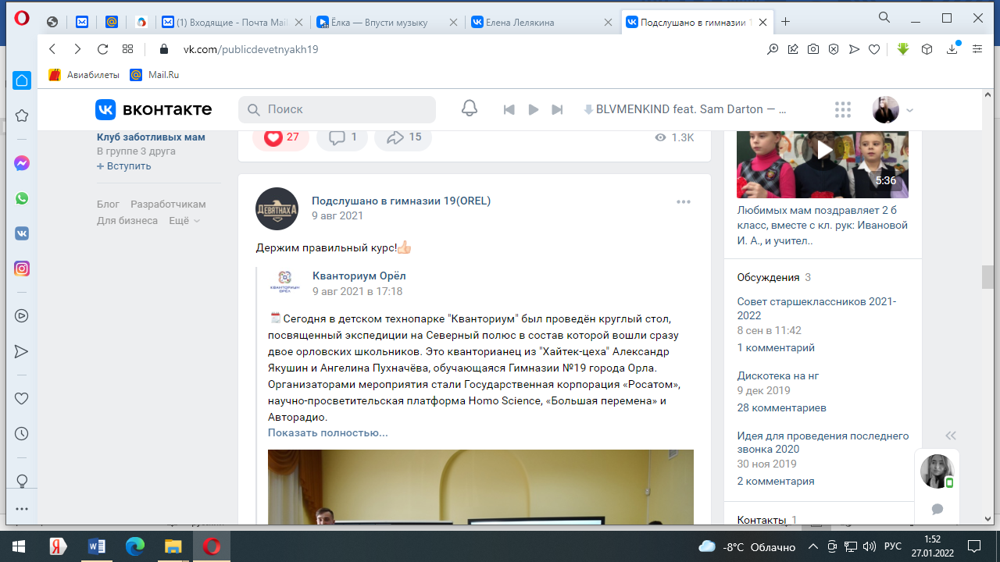 (1) Входящие - Почта Mail
Ёлка — Впусти музыку
Елена Лелякина
Подслушано в гимназии 1
vk.com/publicdevetnyakh19
Авиабилеты
Mail.Ru
вконтакте
Поиск
BLVMENKIND feat. Sam Darton — ...
Клуб заботливых мам
В группе 3 друга
+ Вступить
Блог Разработчикам
Для бизнеса Ещё
27
1
15
1.3K
ДЕВЯТНАХА
Подслушано в гимназии 19(OREL)
9 авг 2021
Держим правильный курс!👍🏻
КВАНТОРИУМ ОРЁЛ
Кванториум Орёл
9 авг 2021 в 17:18
🗓Сегодня в детском технопарке "Кванториум" был проведён круглый стол,
посвященный экспедиции на Северный полюс в состав которой вошли сразу
двое орловских школьников. Это кванторианец из "Хайтек-цеха" Александр
Якушин и Ангелина Пухначёва, обучающаяся Гимназии №19 города Орла.
Организаторами мероприятия стали Государственная корпорация «Росатом»,
научно-просветительская платформа Homo Science, «Большая перемена» и
Авторадио.
Показать полностью...
5:36
Любимых мам поздравляет 2 б
класс, вместе с кл. рук: Ивановой
И. А., и учител..
Обсуждения 3
Совет старшеклассников 2021-
2022
8 сен в 11:42
1 комментарий
Дискотека на нг
9 дек 2019
28 комментариев
Идея для проведения последнего
звонка 2020
30 ноя 2019
2 комментария
Контакты 1
-8°C Облачно
РУС
1:52
27.01.2022